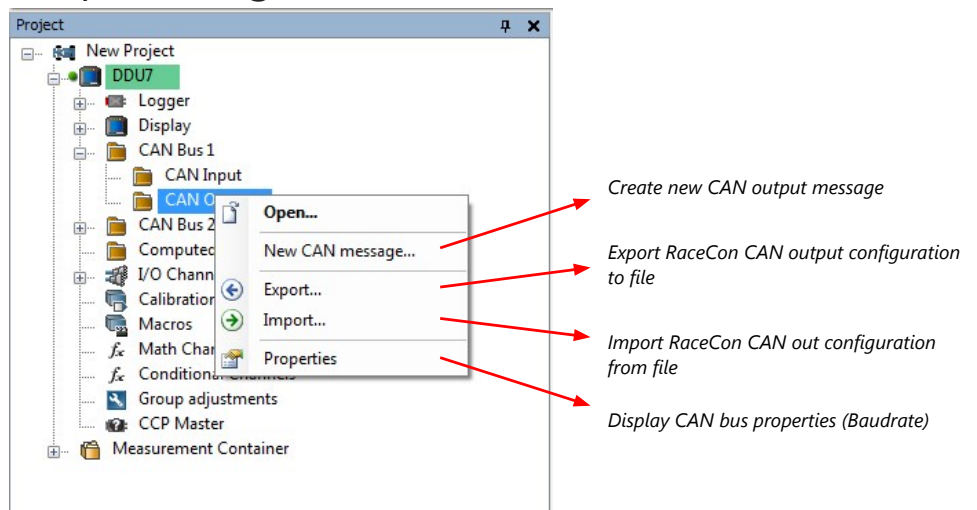 Project
New Project
DDU7
Logger
Display
CAN Bus 1
CAN Input
CAN O
CAN Bus 2
Computed
I/O Chann
Calibration
Macros
Math Char
Conditional Channels
Group adjustments
CCP Master
Measurement Container
Open...
New CAN message...
Export...
Import...
Properties
Create new CAN output message
Export RaceCon CAN output configuration
to file
Import RaceCon CAN out configuration
from file
Display CAN bus properties (Baudrate)